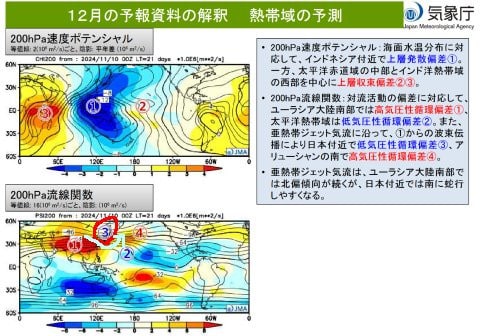 12月の予報資料の解釈　熱帯域の予測
気象庁
Japan Meteorological Agency
200hPa速度ポテンシャル
等値線: 2(10⁶ m²/s)ごと, 陰影: 平年差 (10⁶ m²/s)
CHI200 from : 2024/11/10 00Z LT=21 days *1.0E6[m**2/s]
60N
30N
EQ
30S
60S
① ② ③
-12
©JMA
0 60E 120E 180 120W 60W 0
200hPa流線関数
等値線: 16(10⁶ m²/s)ごと, 陰影: (10⁶ m²/s)
PSI200 from : 2024/11/10 00Z LT=21 days *1.0E6[m**2/s]
60N
30N
EQ
30S
60S
① ② ③ ④
©JMA
0 60E 120E 180 120W 60W 0
• 200hPa速度ポテンシャル: 海面水温分布に対
応して、インドネシア付近で上層発散偏差①。
一方、太平洋赤道域の中部とインド洋熱帯域
の西部を中心に上層収束偏差②③。
• 200hPa流線関数: 対流活動の偏差に対応して、
ユーラシア大陸南部では高気圧性循環偏差①、
太平洋熱帯域は低気圧性循環偏差②。また、
亜熱帯ジェット気流に沿って、①からの波束伝
播により日本付近で低気圧性循環偏差③、ア
リューシャンの南で高気圧性循環偏差④。
• 亜熱帯ジェット気流は、ユーラシア大陸南部で
は北偏傾向が続くが、日本付近では南に蛇行
しやすくなる。